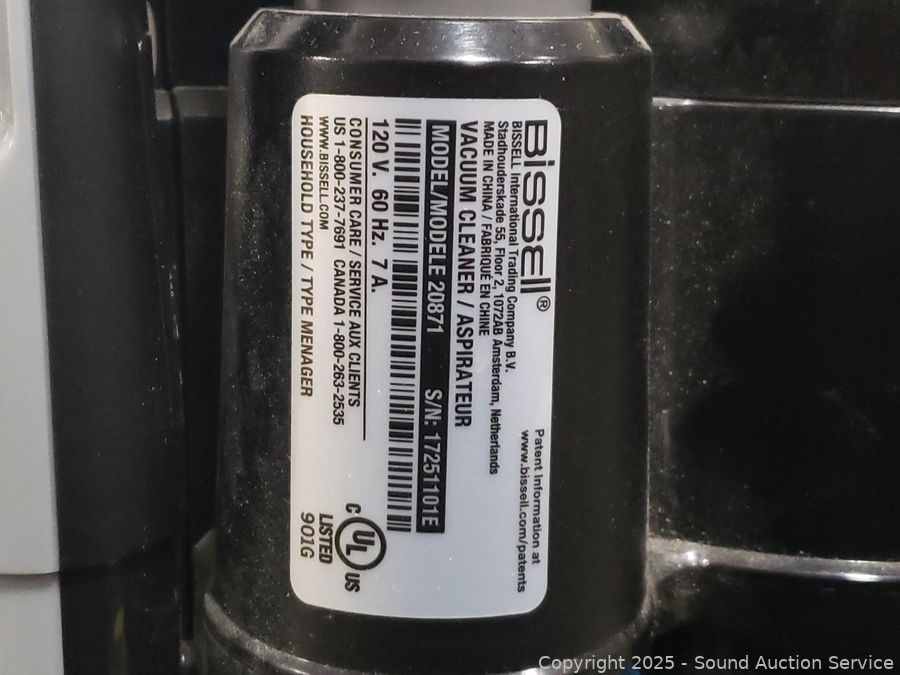 BISSELL®
BISSELL International Trading Company B.V.
Stadhouderskade 55, Floor 2, 1072AB Amsterdam, Netherlands
MADE IN CHINA / FABRIQUÉ EN CHINE
VACUUM CLEANER / ASPIRATEUR
Patent Information at
www.bissell.com/patents
MODEL/MODELE 20871 S/N: 17251101E
120 V. 60 Hz. 7 A.
CONSUMER CARE / SERVICE AUX CLIENTS
US 1-800-237-7691 CANADA 1-800-263-2535
WWW.BISSELL.COM
HOUSEHOLD TYPE / TYPE MENAGER
C UL US
LISTED
901G
Copyright 2025 - Sound Auction Service